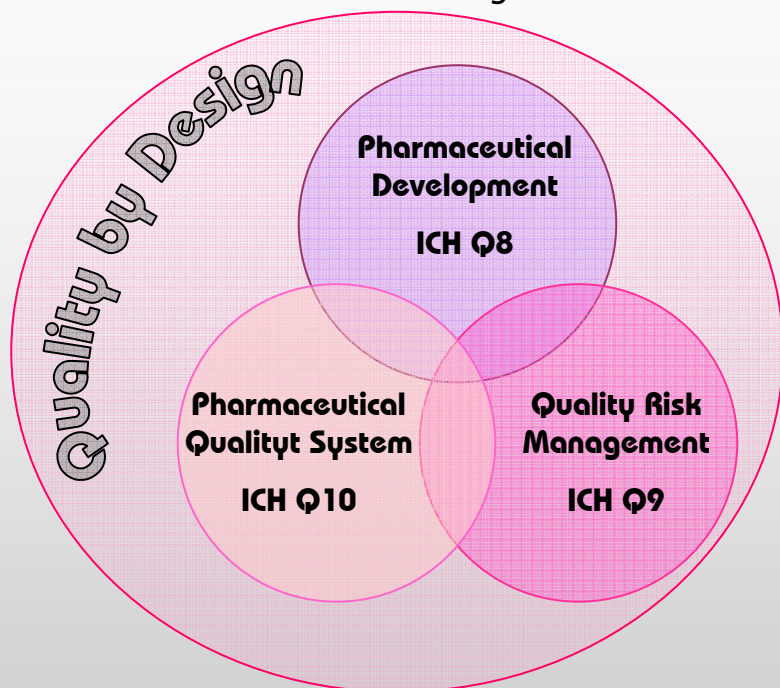 Quality by Design
Pharmaceutical
Development
ICH Q8
Pharmaceutical
Qualityt System
ICH Q10
Quality Risk
Management
ICH Q9